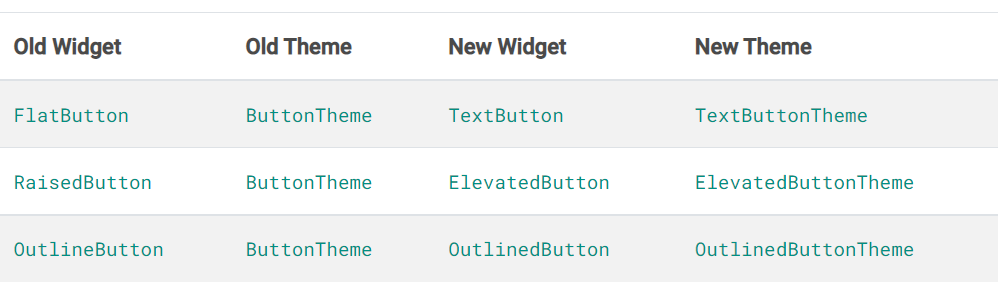 Old Widget Old Theme New Widget New Theme
FlatButton ButtonTheme TextButton TextButtonTheme
RaisedButton ButtonTheme ElevatedButton ElevatedButtonTheme
OutlineButton ButtonTheme OutlinedButton OutlinedButtonTheme